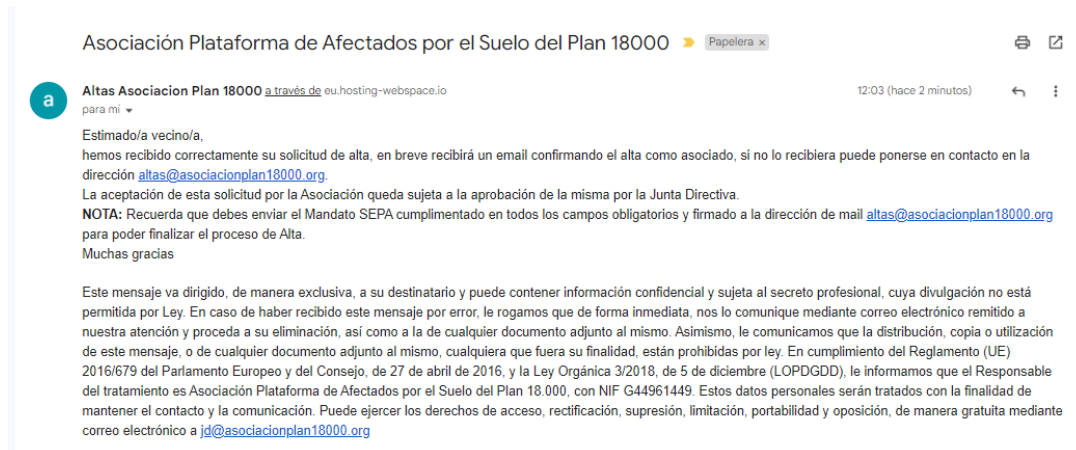 Asociación Plataforma de Afectados por el Suelo del Plan 18000 Papelera ×
a
Altas Asociacion Plan 18000 a través de eu.hosting-webspace.io 12:03 (hace 2 minutos)
para mí
Estimado/a vecino/a,
hemos recibido correctamente su solicitud de alta, en breve recibirá un email confirmando el alta como asociado, si no lo recibiera puede ponerse en contacto en la
dirección altas@asociacionplan18000.org.
La aceptación de esta solicitud por la Asociación queda sujeta a la aprobación de la misma por la Junta Directiva.
NOTA: Recuerda que debes enviar el Mandato SEPA cumplimentado en todos los campos obligatorios y firmado a la dirección de mail altas@asociacionplan18000.org
para poder finalizar el proceso de Alta.
Muchas gracias
Este mensaje va dirigido, de manera exclusiva, a su destinatario y puede contener información confidencial y sujeta al secreto profesional, cuya divulgación no está
permitida por Ley. En caso de haber recibido este mensaje por error, le rogamos que de forma inmediata, nos lo comunique mediante correo electrónico remitido a
nuestra atención y proceda a su eliminación, así como a la de cualquier documento adjunto al mismo. Asimismo, le comunicamos que la distribución, copia o utilización
de este mensaje, o de cualquier documento adjunto al mismo, cualquiera que fuera su finalidad, están prohibidas por ley. En cumplimiento del Reglamento (UE)
2016/679 del Parlamento Europeo y del Consejo, de 27 de abril de 2016, y la Ley Orgánica 3/2018, de 5 de diciembre (LOPDGDD), le informamos que el Responsable
del tratamiento es Asociación Plataforma de Afectados por el Suelo del Plan 18.000, con NIF G44961449. Estos datos personales serán tratados con la finalidad de
mantener el contacto y la comunicación. Puede ejercer los derechos de acceso, rectificación, supresión, limitación, portabilidad y oposición, de manera gratuita mediante
correo electrónico a jd@asociacionplan18000.org